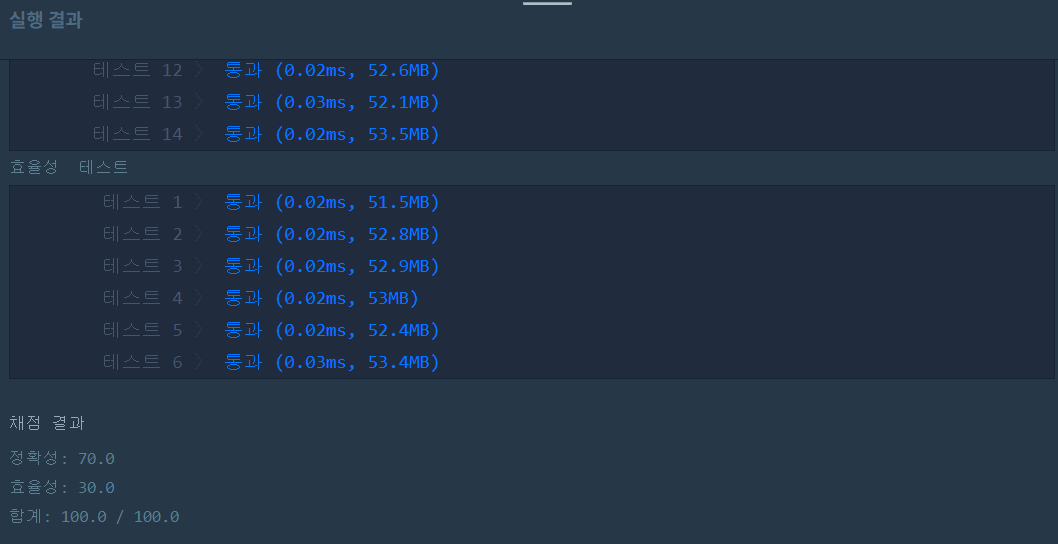 실행 결과
테스트 12 〉 통과 (0.02ms, 52.6MB)
테스트 13 〉 통과 (0.03ms, 52.1MB)
테스트 14 〉 통과 (0.02ms, 53.5MB)
효율성  테스트
테스트 1 〉 통과 (0.02ms, 51.5MB)
테스트 2 〉 통과 (0.02ms, 52.8MB)
테스트 3 〉 통과 (0.02ms, 52.9MB)
테스트 4 〉 통과 (0.02ms, 53MB)
테스트 5 〉 통과 (0.02ms, 52.4MB)
테스트 6 〉 통과 (0.03ms, 53.4MB)
채점 결과
정확성: 70.0
효율성: 30.0
합계: 100.0 / 100.0